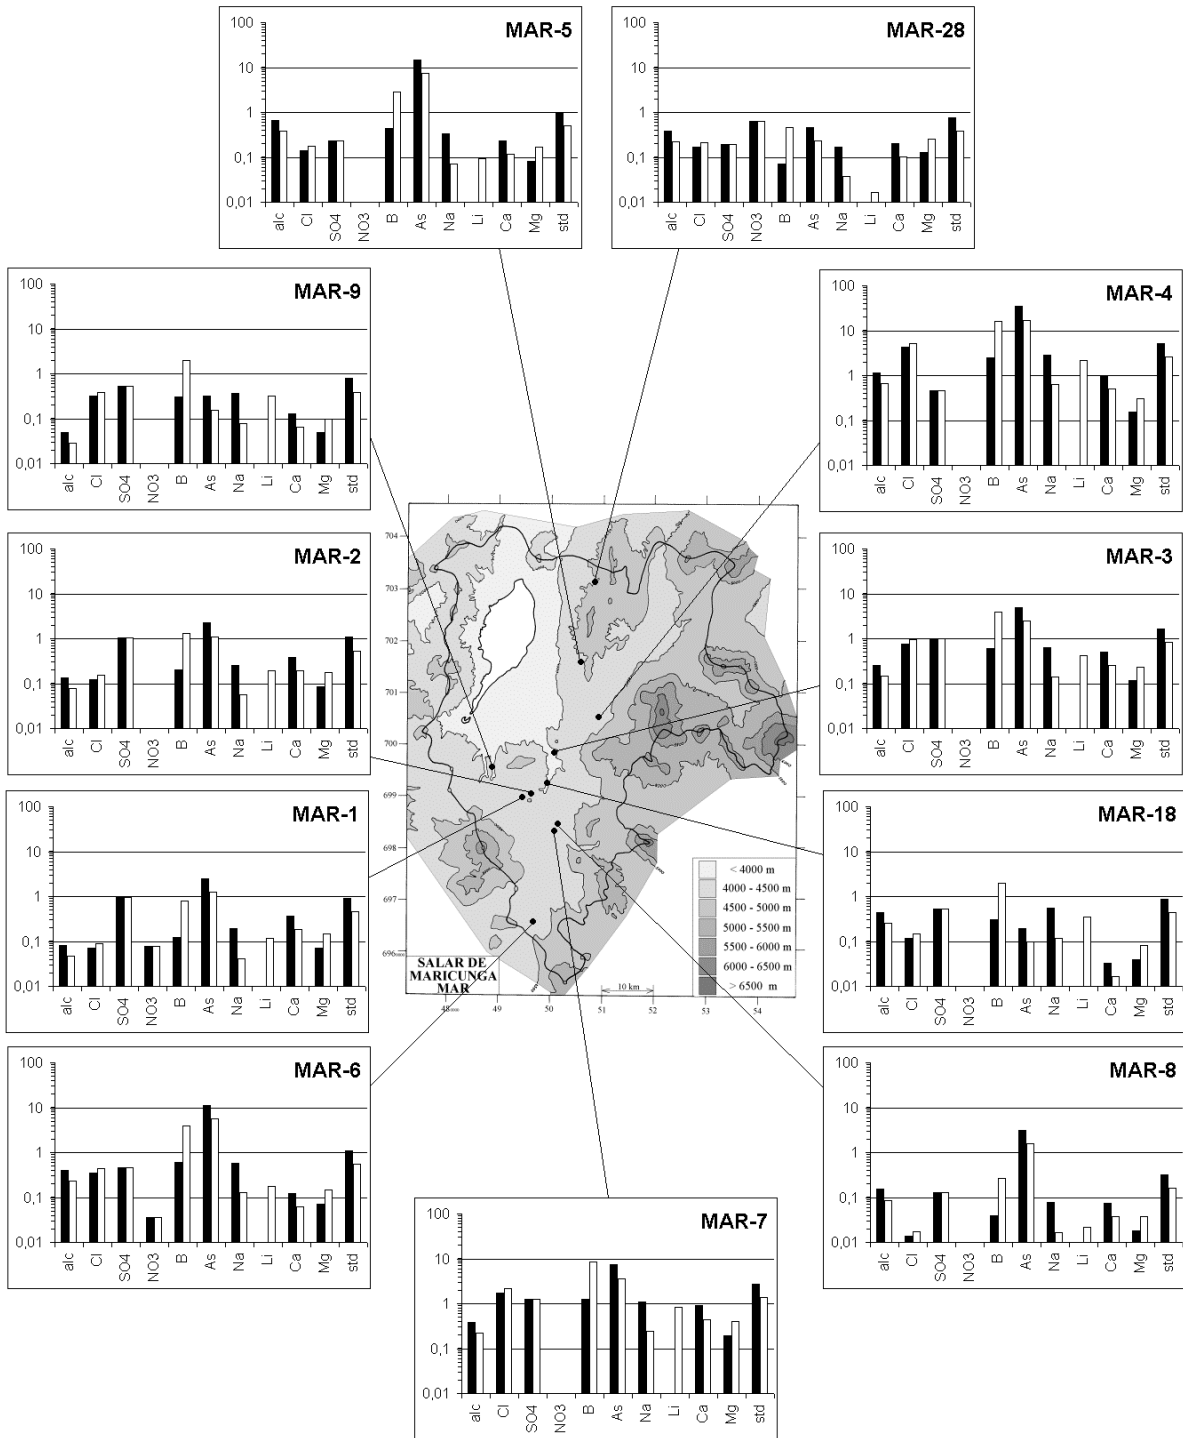 MAR-5
100
10
1
0,1
0,01
alc Cl SO4 NO3 B As Na Li Ca Mg std
MAR-28
100
10
1
0,1
0,01
alc Cl SO4 NO3 B As Na Li Ca Mg std
MAR-9
100
10
1
0,1
0,01
alc Cl SO4 NO3 B As Na Li Ca Mg std
MAR-4
100
10
1
0,1
0,01
alc Cl SO4 NO3 B As Na Li Ca Mg std
MAR-2
100
10
1
0,1
0,01
alc Cl SO4 NO3 B As Na Li Ca Mg std
MAR-3
100
10
1
0,1
0,01
alc Cl SO4 NO3 B As Na Li Ca Mg std
MAR-1
100
10
1
0,1
0,01
alc Cl SO4 NO3 B As Na Li Ca Mg std
MAR-18
100
10
1
0,1
0,01
alc Cl SO4 NO3 B As Na Li Ca Mg std
MAR-6
100
10
1
0,1
0,01
alc Cl SO4 NO3 B As Na Li Ca Mg std
MAR-8
100
10
1
0,1
0,01
alc Cl SO4 NO3 B As Na Li Ca Mg std
MAR-7
100
10
1
0,1
0,01
alc Cl SO4 NO3 B As Na Li Ca Mg std
704
703
702
701
700
699
698
697
696
< 4000 m
4000 - 4500 m
4500 - 5000 m
5000 - 5500 m
5500 - 6000 m
6000 - 6500 m
> 6500 m
SALAR DE
MARICUNGA
MAR
10 km
48 49 50 51 52 53 54